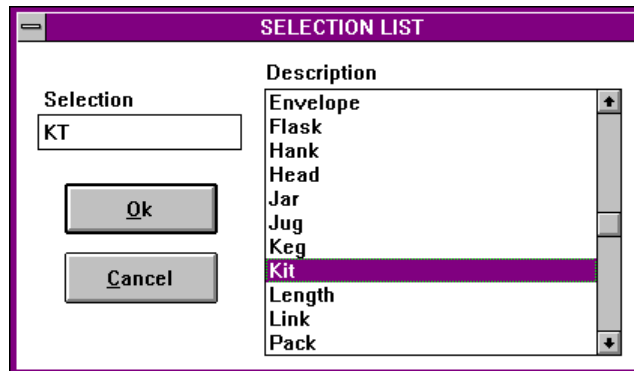 SELECTION LIST
Description
Selection
KT
Ok
Cancel
Envelope
Flask
Hank
Head
Jar
Jug
Keg
Kit
Length
Link
Pack